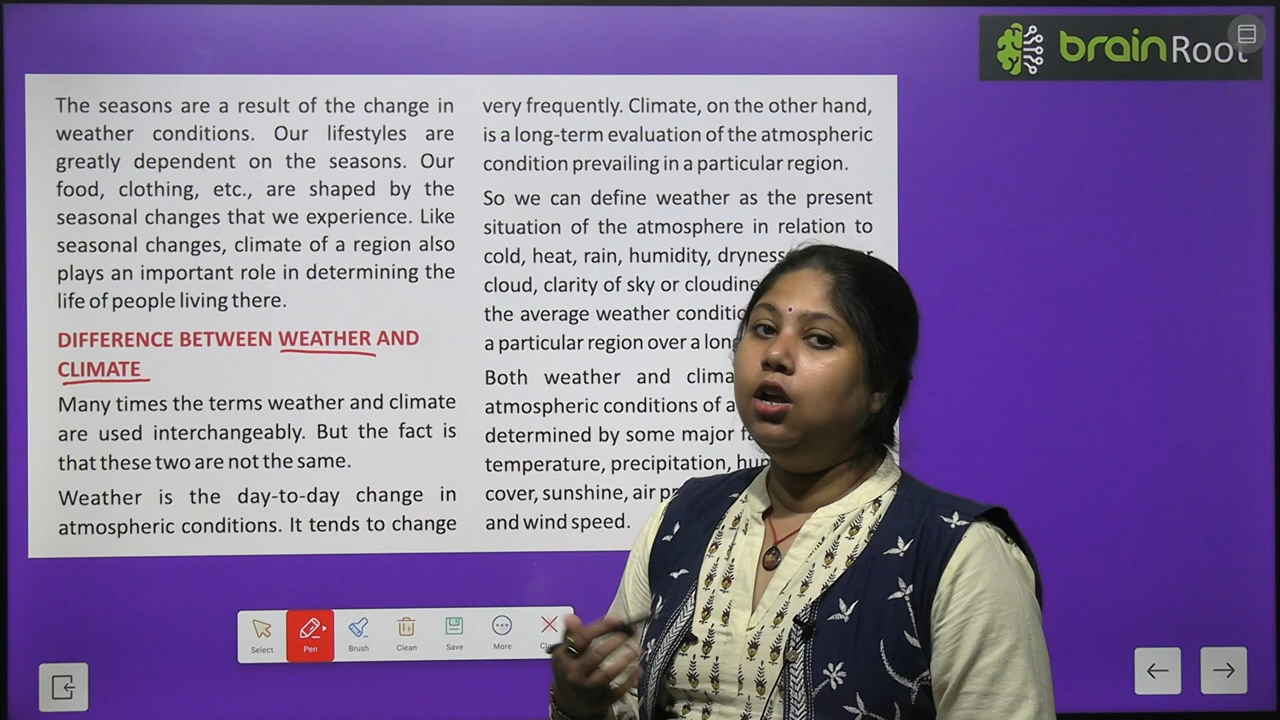 brainRoot
The seasons are a result of the change in
weather conditions. Our lifestyles are
greatly dependent on the seasons. Our
food, clothing, etc., are shaped by the
seasonal changes that we experience. Like
seasonal changes, climate of a region also
plays an important role in determining the
life of people living there.
DIFFERENCE BETWEEN WEATHER AND
CLIMATE
Many times the terms weather and climate
are used interchangeably. But the fact is
that these two are not the same.
Weather is the day-to-day change in
atmospheric conditions. It tends to change
very frequently. Climate, on the other hand,
is a long-term evaluation of the atmospheric
condition prevailing in a particular region.
So we can define weather as the present
situation of the atmosphere in relation to
cold, heat, rain, humidity, dryness
cloud, clarity of sky or
the average weather
a particular region over a
Both weather and
atmospheric conditions of
determined by some major
temperature, precipitation,
cover, sunshine, air
and wind speed.
Select
Pen
Brush
Clean
Save
More